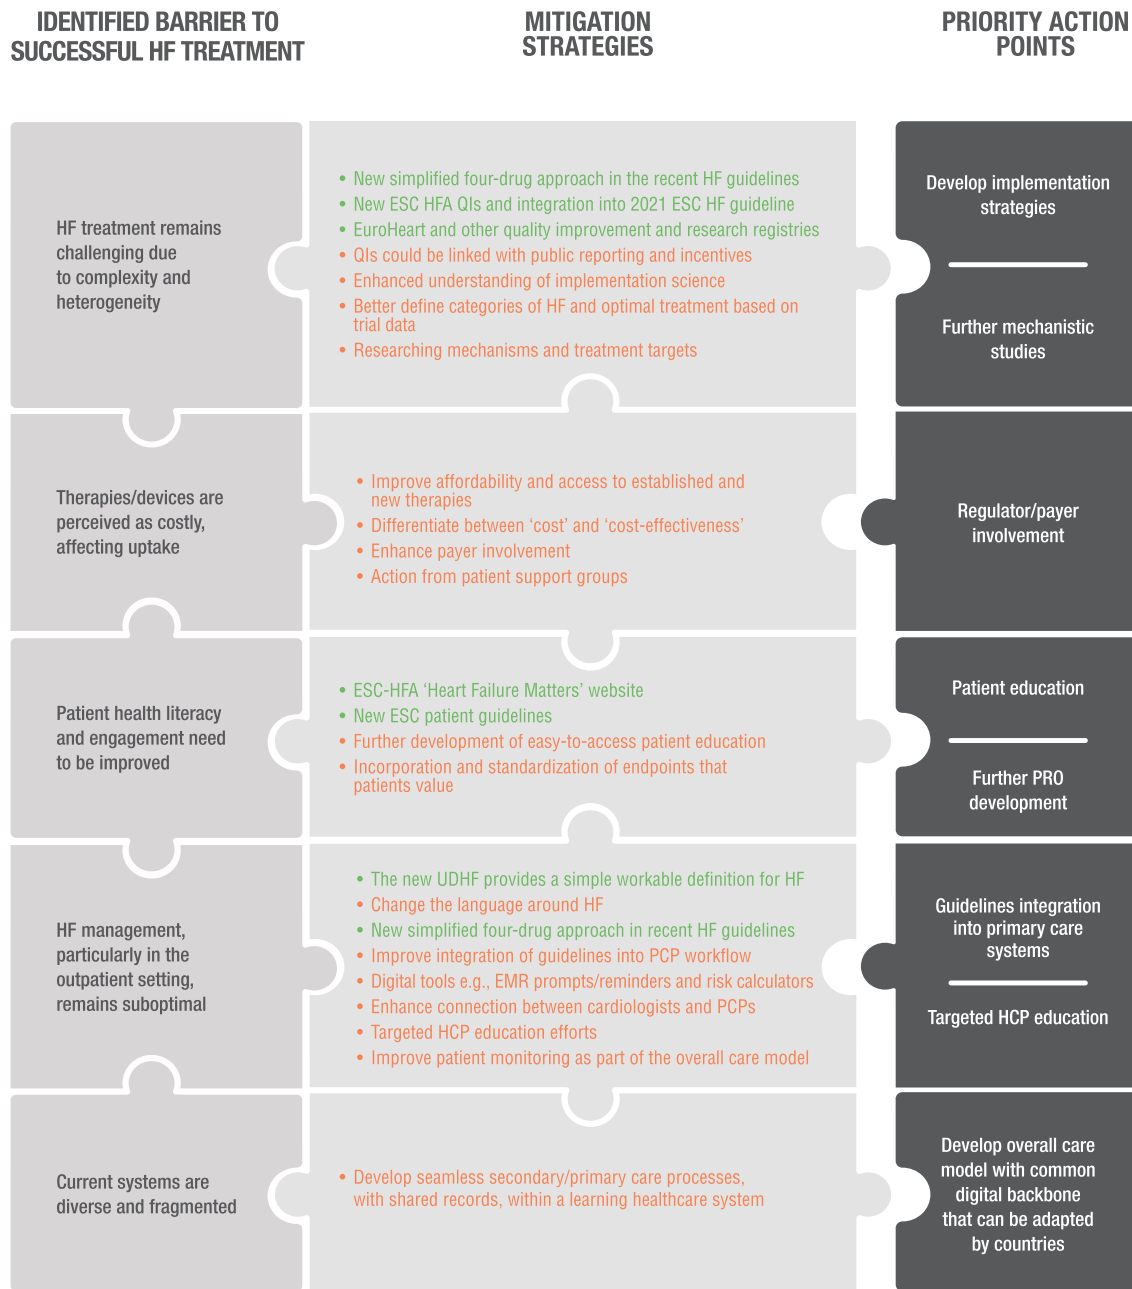 IDENTIFIED BARRIER TO
SUCCESSFUL HF TREATMENT
MITIGATION
STRATEGIES
PRIORITY ACTION
POINTS
HF treatment remains
challenging due
to complexity and
heterogeneity
• New simplified four-drug approach in the recent HF guidelines
• New ESC HFA QIs and integration into 2021 ESC HF guideline
• EuroHeart and other quality improvement and research registries
• QIs could be linked with public reporting and incentives
• Enhanced understanding of implementation science
• Better define categories of HF and optimal treatment based on
trial data
• Researching mechanisms and treatment targets
Develop implementation
strategies
Further mechanistic
studies
Therapies/devices are
perceived as costly,
affecting uptake
• Improve affordability and access to established and
new therapies
• Differentiate between ‘cost’ and ‘cost-effectiveness’
• Enhance payer involvement
• Action from patient support groups
Regulator/payer
involvement
Patient health literacy
and engagement need
to be improved
• ESC-HFA ‘Heart Failure Matters’ website
• New ESC patient guidelines
• Further development of easy-to-access patient education
• Incorporation and standardization of endpoints that
patients value
Patient education
Further PRO
development
HF management,
particularly in the
outpatient setting,
remains suboptimal
• The new UDHF provides a simple workable definition for HF
• Change the language around HF
• New simplified four-drug approach in recent HF guidelines
• Improve integration of guidelines into PCP workflow
• Digital tools e.g., EMR prompts/reminders and risk calculators
• Enhance connection between cardiologists and PCPs
• Targeted HCP education efforts
• Improve patient monitoring as part of the overall care model
Guidelines integration
into primary care
systems
Targeted HCP education
Current systems are
diverse and fragmented
• Develop seamless secondary/primary care processes,
with shared records, within a learning healthcare system
Develop overall care
model with common
digital backbone
that can be adapted
by countries